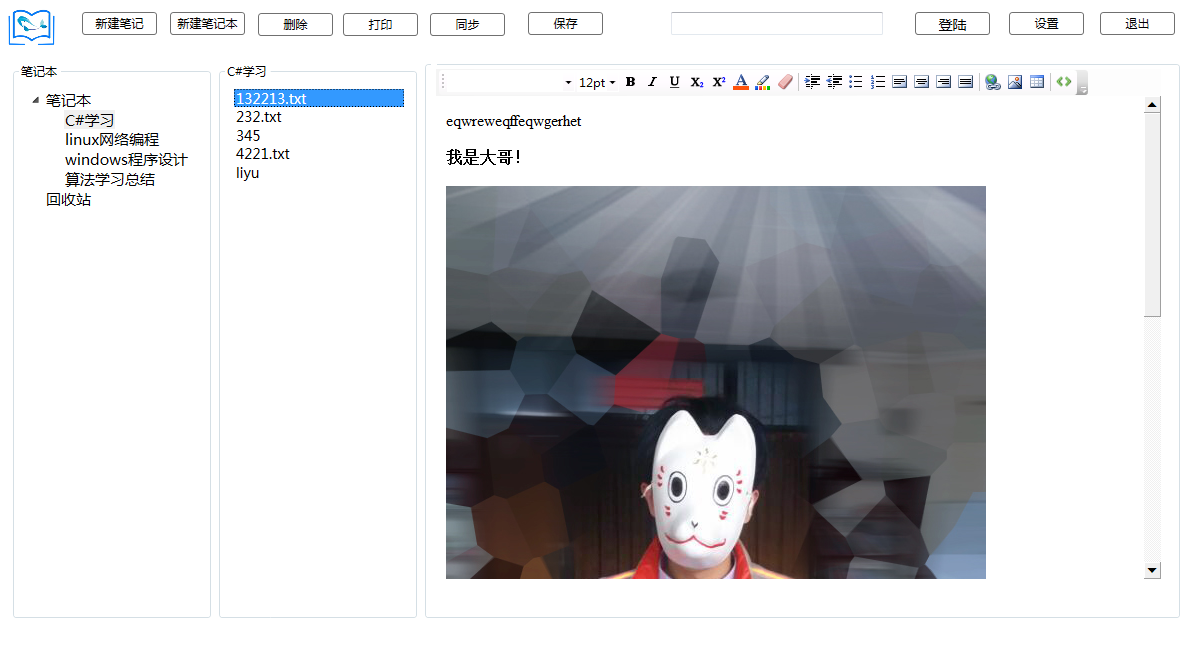 新建笔记 新建笔记本 删除 打印 同步 保存 登陆 设置 退出
笔记本
笔记本
C#学习
linux网络编程
windows程序设计
算法学习总结
回收站
C#学习
132213.txt
232.txt
345
4221.txt
liyu
12pt B I U X₂ X² A
eqwreweqffeqwgerhet
我是大哥！